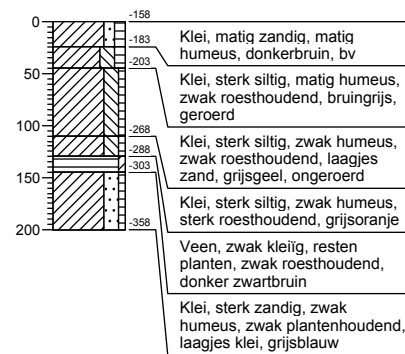 0
50
100
150
200
-158
-183
-203
-268
-288
-303
-358
Klei, matig zandig, matig
humeus, donkerbruin, bv
Klei, sterk siltig, matig humeus,
zwak roesthoudend, bruingrijs,
geroerd
Klei, sterk siltig, zwak humeus,
zwak roesthoudend, laagjes
zand, grijsgeel, ongeroerd
Klei, sterk siltig, zwak humeus,
sterk roesthoudend, grijsoranje
Veen, zwak kleiïg, resten
planten, zwak roesthoudend,
donker zwartbruin
Klei, sterk zandig, zwak
humeus, zwak plantenhoudend,
laagjes klei, grijsblauw